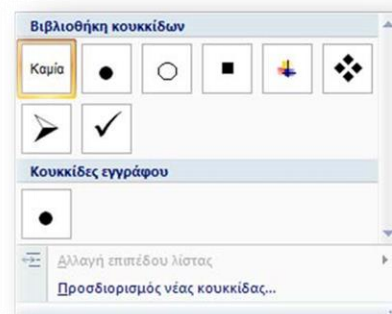 Βιβλιοθήκη κουκκίδων
Καμία
Κουκκίδες εγγράφου
Αλλαγή επιπέδου λίστας
Προσδιορισμός νέας κουκκίδας...